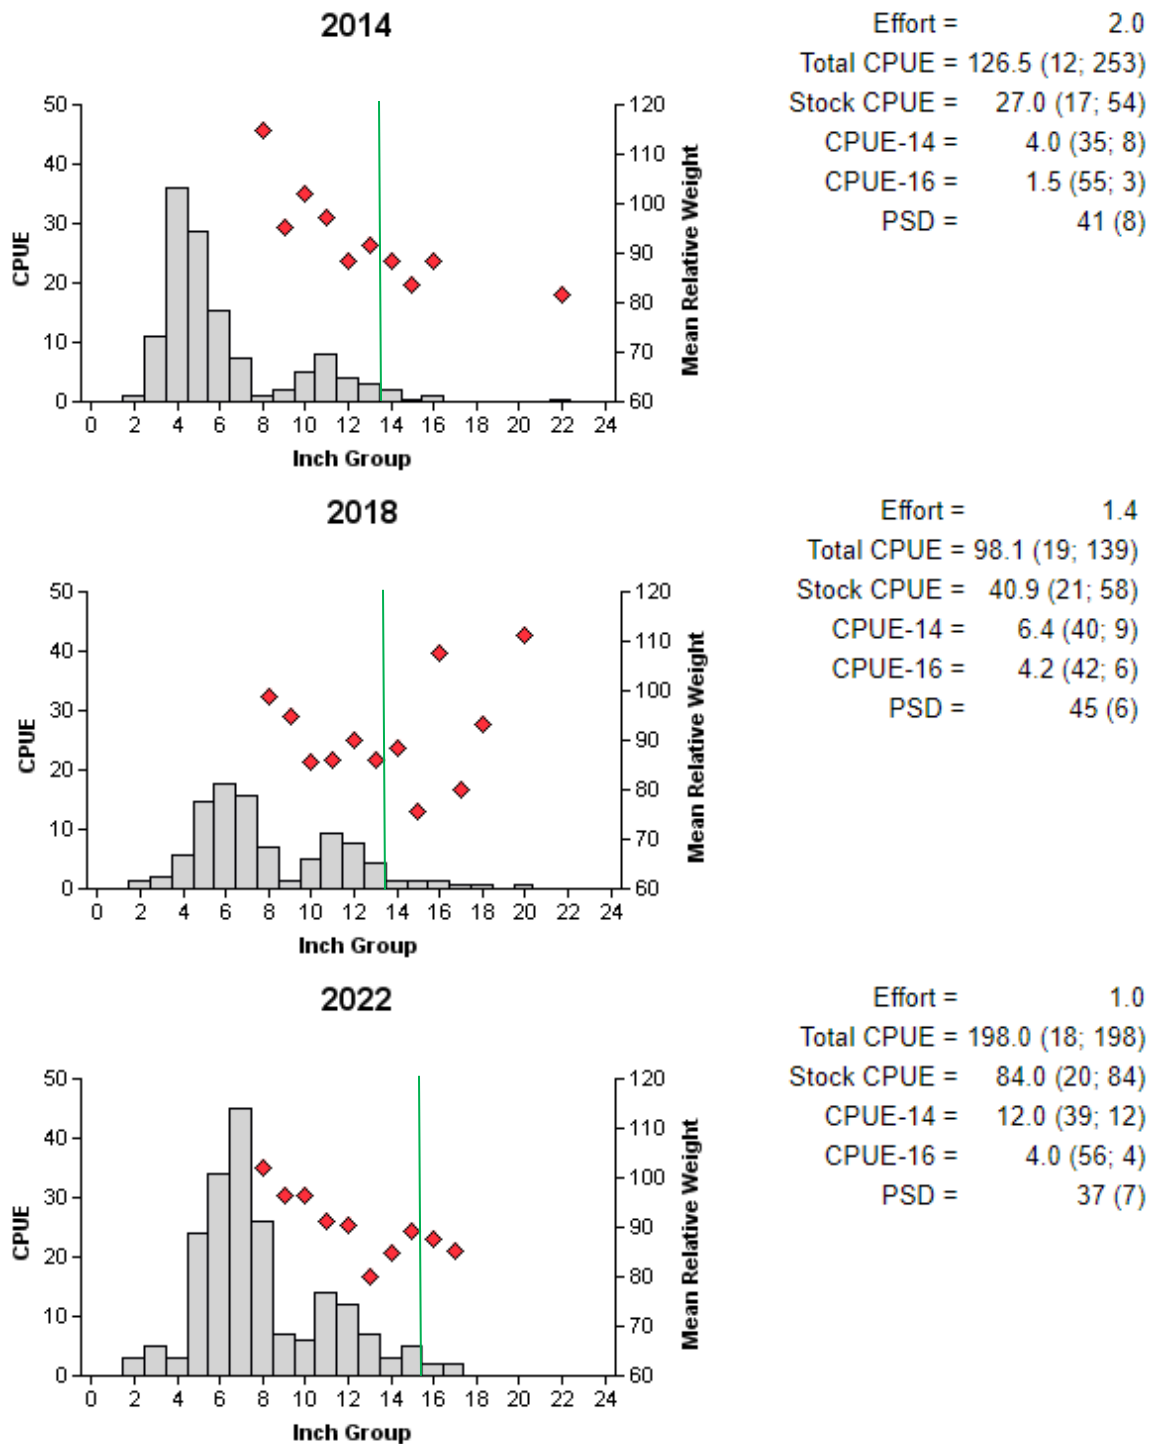 2014
Effort = 2.0
Total CPUE = 126.5 (12; 253)
Stock CPUE = 27.0 (17; 54)
CPUE-14 = 4.0 (35; 8)
CPUE-16 = 1.5 (55; 3)
PSD = 41 (8)
50
40
30
20
10
0
CPUE
120
110
100
90
80
70
60
Mean Relative Weight
0 2 4 6 8 10 12 14 16 18 20 22 24
Inch Group
2018
Effort = 1.4
Total CPUE = 98.1 (19; 139)
Stock CPUE = 40.9 (21; 58)
CPUE-14 = 6.4 (40; 9)
CPUE-16 = 4.2 (42; 6)
PSD = 45 (6)
50
40
30
20
10
0
CPUE
120
110
100
90
80
70
60
Mean Relative Weight
0 2 4 6 8 10 12 14 16 18 20 22 24
Inch Group
2022
Effort = 1.0
Total CPUE = 198.0 (18; 198)
Stock CPUE = 84.0 (20; 84)
CPUE-14 = 12.0 (39; 12)
CPUE-16 = 4.0 (56; 4)
PSD = 37 (7)
50
40
30
20
10
0
CPUE
120
110
100
90
80
70
60
Mean Relative Weight
0 2 4 6 8 10 12 14 16 18 20 22 24
Inch Group